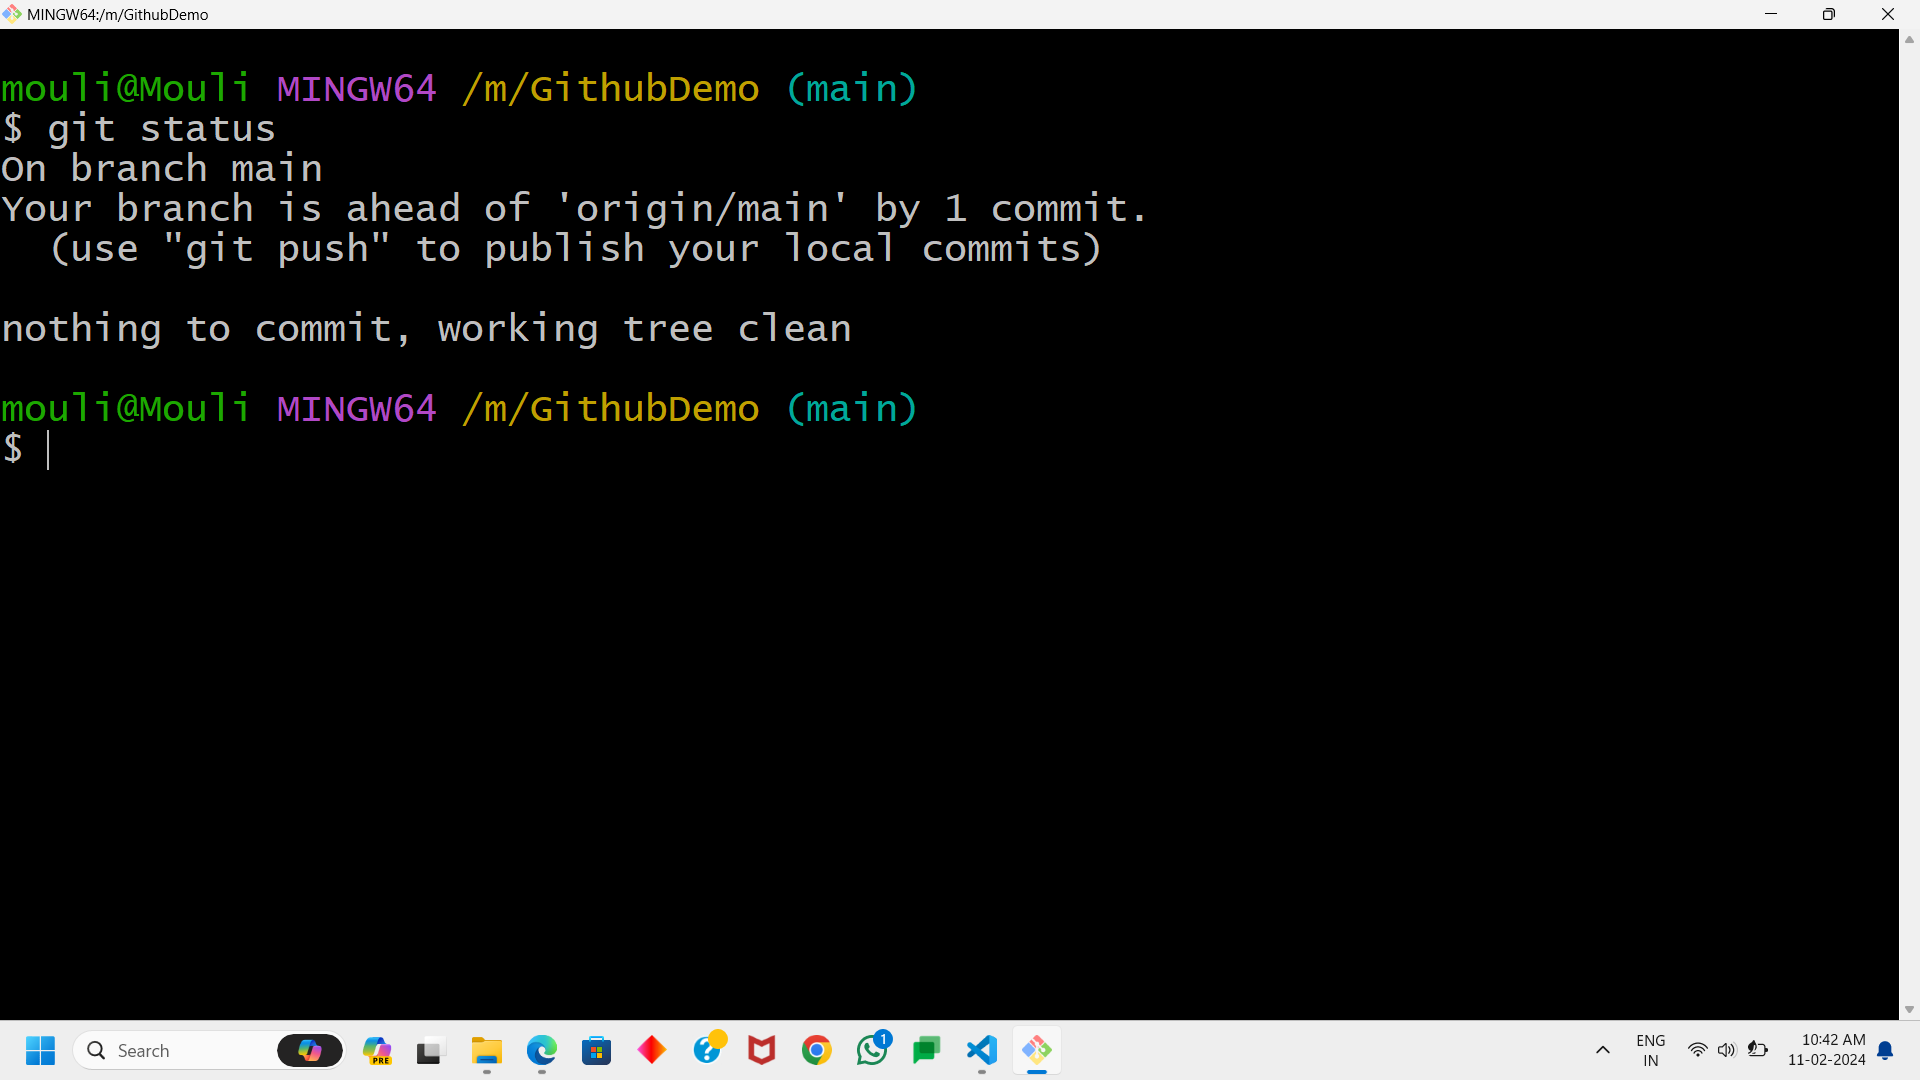 MINGW64:/m/GithubDemo
mouli@Mouli MINGW64 /m/GithubDemo (main)
$ git status
On branch main
Your branch is ahead of 'origin/main' by 1 commit.
  (use "git push" to publish your local commits)
nothing to commit, working tree clean
mouli@Mouli MINGW64 /m/GithubDemo (main)
$
Search
PRE
1
ENG
IN
10:42 AM
11-02-2024